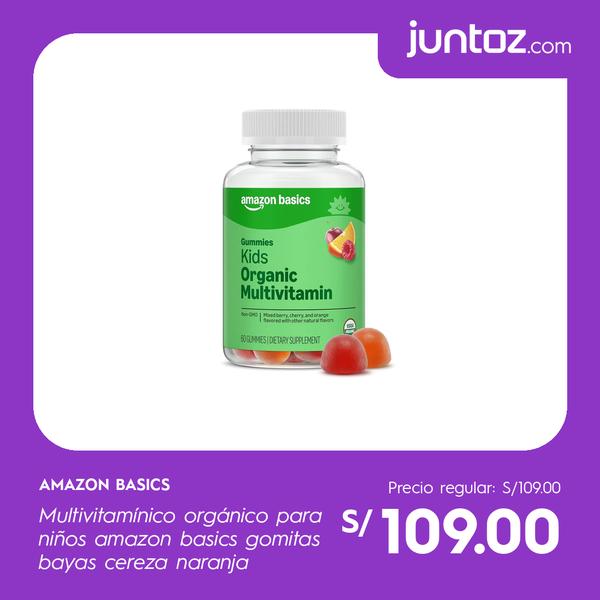 juntoz.com
amazon basics
Gummies
Kids
Organic
Multivitamin
Non-GMO | Mixed berry, cherry, and orange
flavored with other natural flavors
USDA
ORGANIC
60 GUMMIES | DIETARY SUPPLEMENT
AMAZON BASICS
Multivitamínico orgánico para
niños amazon basics gomitas
bayas cereza naranja
Precio regular: S/109.00
S/109.00